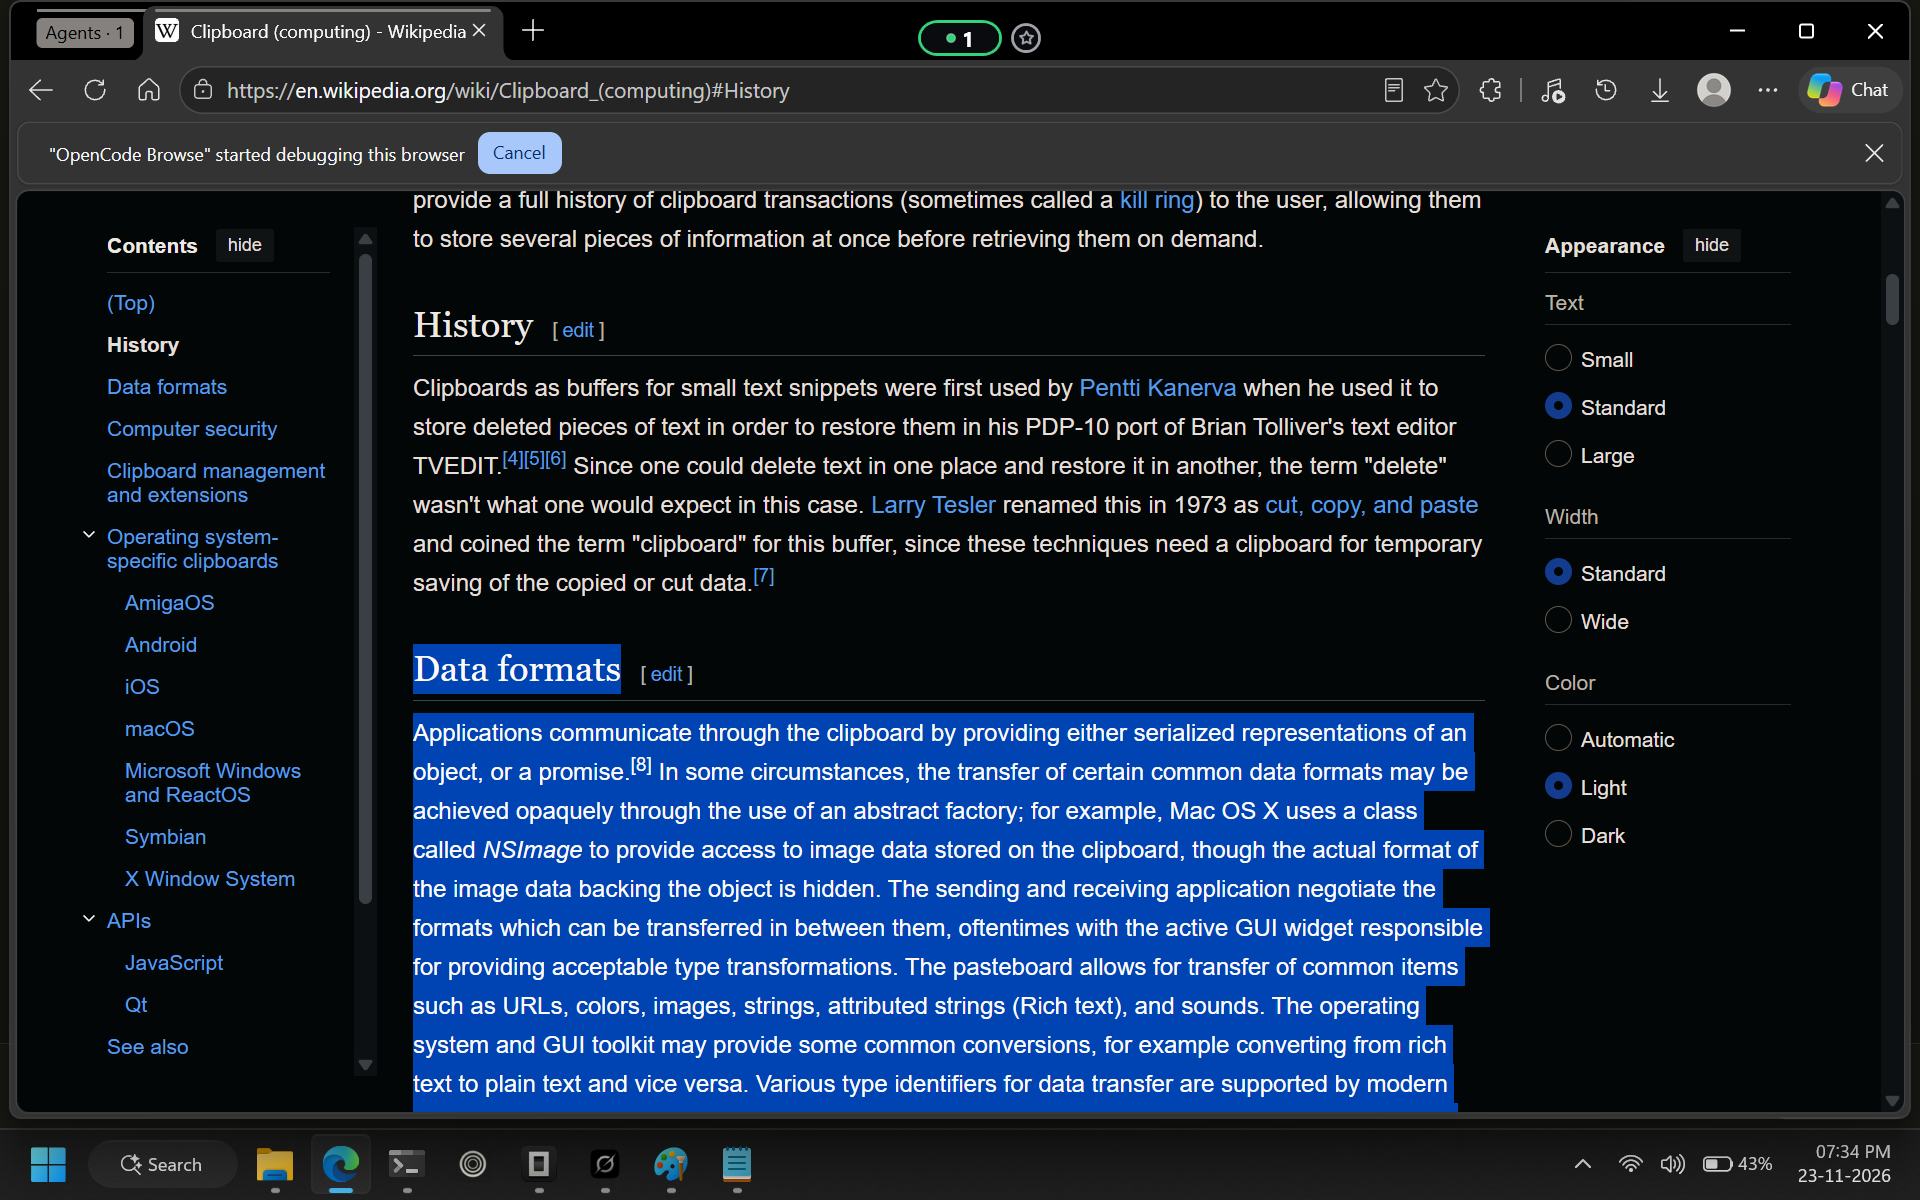 Agents · 1
Clipboard (computing) - Wikipedia
1
https://en.wikipedia.org/wiki/Clipboard_(computing)#History
Chat
"OpenCode Browse" started debugging this browser
Cancel
Contents
hide
(Top)
History
Data formats
Computer security
Clipboard management
and extensions
Operating system-
specific clipboards
AmigaOS
Android
iOS
macOS
Microsoft Windows
and ReactOS
Symbian
X Window System
APIs
JavaScript
Qt
See also
provide a full history of clipboard transactions (sometimes called a kill ring) to the user, allowing them
to store several pieces of information at once before retrieving them on demand.
History [ edit ]
Clipboards as buffers for small text snippets were first used by Pentti Kanerva when he used it to
store deleted pieces of text in order to restore them in his PDP-10 port of Brian Tolliver's text editor
TVEDIT.[4][5][6] Since one could delete text in one place and restore it in another, the term "delete"
wasn't what one would expect in this case. Larry Tesler renamed this in 1973 as cut, copy, and paste
and coined the term "clipboard" for this buffer, since these techniques need a clipboard for temporary
saving of the copied or cut data.[7]
Data formats [ edit ]
Applications communicate through the clipboard by providing either serialized representations of an
object, or a promise.[8] In some circumstances, the transfer of certain common data formats may be
achieved opaquely through the use of an abstract factory; for example, Mac OS X uses a class
called NSImage to provide access to image data stored on the clipboard, though the actual format of
the image data backing the object is hidden. The sending and receiving application negotiate the
formats which can be transferred in between them, oftentimes with the active GUI widget responsible
for providing acceptable type transformations. The pasteboard allows for transfer of common items
such as URLs, colors, images, strings, attributed strings (Rich text), and sounds. The operating
system and GUI toolkit may provide some common conversions, for example converting from rich
text to plain text and vice versa. Various type identifiers for data transfer are supported by modern
Appearance
hide
Text
Small
Standard
Large
Width
Standard
Wide
Color
Automatic
Light
Dark
Search
43%
07:34 PM
23-11-2026